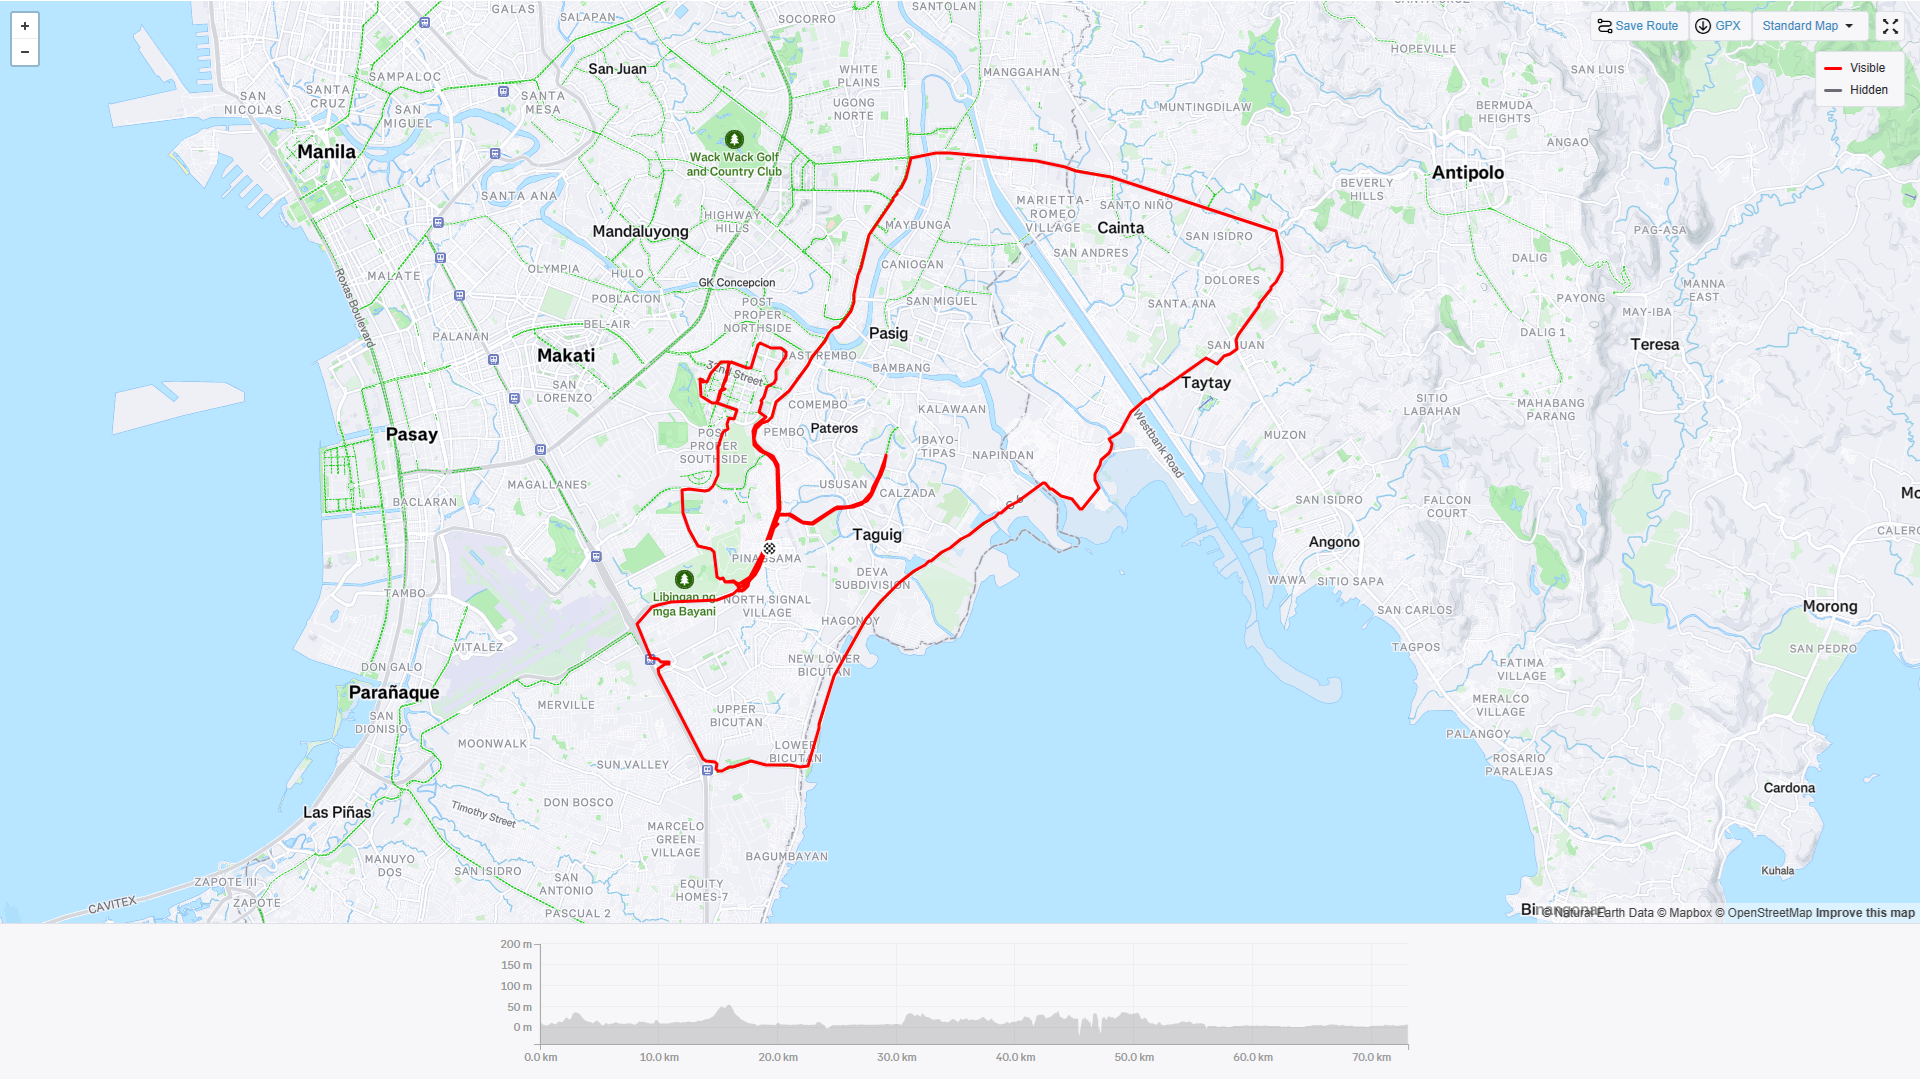 +
−
Save Route
GPX
Standard Map
Visible
Hidden
GALAS
SALAPAN
SOCORRO
SANTOLAN
HOPEVILLE
San Juan
SAMPALOC
WHITE
PLAINS
MANGGAHAN
SAN LUIS
SAN
NICOLAS
SANTA
CRUZ
SAN
MIGUEL
SANTA
MESA
UGONG
NORTE
MUNTINGDILAW
BERMUDA
HEIGHTS
ANGAO
Manila
Wack Wack Golf
and Country Club
Antipolo
BEVERLY
HILLS
SANTA ANA
HIGHWAY
HILLS
MAYBUNGA
MARIETTA-
ROMEO
VILLAGE
SANTO NIÑO
Cainta
SAN ISIDRO
PAG-ASA
Mandaluyong
SAN ANDRES
DALIG
MALATE
OLYMPIA
HULO
GK Concepcion
CANIOGAN
DOLORES
MANNA
EAST
Roxas Boulevard
POBLACION
POST
PROPER
NORTHSIDE
SAN MIGUEL
SANTA ANA
PAYONG
MAY-IBA
BEL-AIR
PALANAN
Pasig
DALIG 1
Teresa
Makati
EAST REMBO
SAN JUAN
32nd Street
BAMBANG
Taytay
SAN
LORENZO
COMEMBO
KALAWAAN
SITIO
LABAHAN
MAHABANG
PARANG
Pasay
PEMBO
Pateros
IBAYO-
TIPAS
NAPINDAN
Westbank Road
MUZON
POST
PROPER
SOUTHSIDE
MAGALLANES
USUSAN
CALZADA
SAN ISIDRO
FALCON
COURT
BACLARAN
C-6
CALERO
Taguig
Angono
PINAGSAMA
DEVA
SUBDIVISION
WAWA
SITIO SAPA
TAMBO
Libingan ng
mga Bayani
NORTH SIGNAL
VILLAGE
HAGONOY
SAN CARLOS
Morong
VITALEZ
DON GALO
NEW LOWER
BICUTAN
TAGPOS
SAN PEDRO
FATIMA
VILLAGE
Parañaque
SAN
DIONISIO
MERVILLE
UPPER
BICUTAN
MERALCO
VILLAGE
MOONWALK
LOWER
BICUTAN
PALANGOY
SUN VALLEY
ROSARIO
PARALEJAS
Las Piñas
Timothy Street
DON BOSCO
Cardona
MARCELO
GREEN
VILLAGE
BAGUMBAYAN
MANUYO
DOS
SAN ISIDRO
Kuhala
ZAPOTE III
SAN
ANTONIO
EQUITY
HOMES-7
CAVITEX
ZAPOTE
PASCUAL 2
© Natural Earth Data © Mapbox © OpenStreetMap Improve this map
200 m
150 m
100 m
50 m
0 m
0.0 km
10.0 km
20.0 km
30.0 km
40.0 km
50.0 km
60.0 km
70.0 km